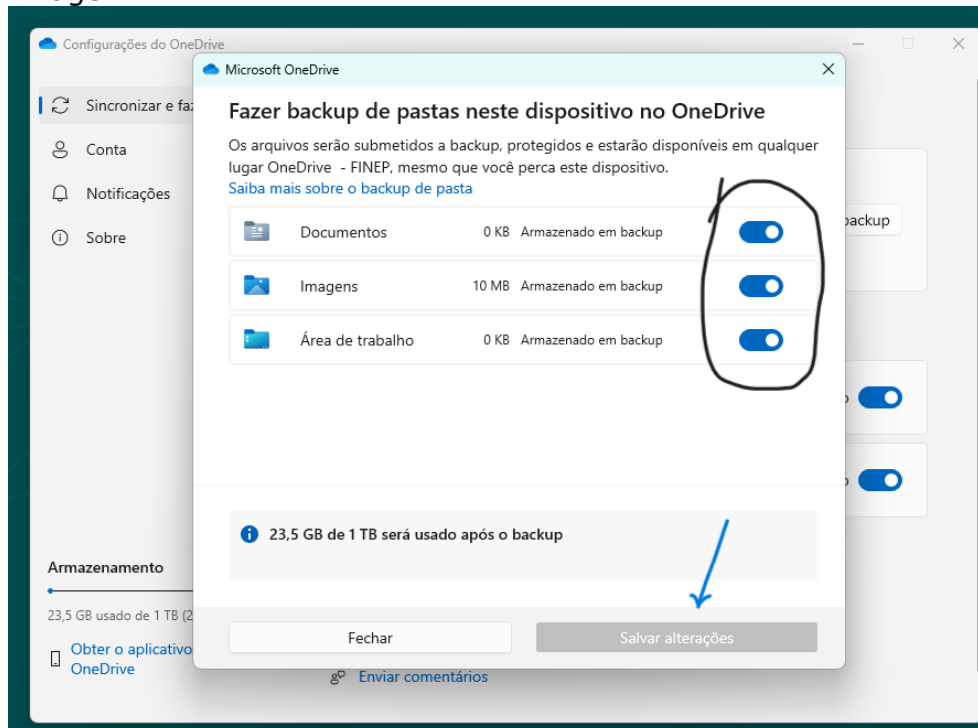 Configurações do OneDrive
Microsoft OneDrive
Sincronizar e faz
Conta
Notificações
Sobre
Fazer backup de pastas neste dispositivo no OneDrive
Os arquivos serão submetidos a backup, protegidos e estarão disponíveis em qualquer
lugar OneDrive - FINEP, mesmo que você perca este dispositivo.
Saiba mais sobre o backup de pasta
Documentos 0 KB Armazenado em backup
Imagens 10 MB Armazenado em backup
Área de trabalho 0 KB Armazenado em backup
backup
23,5 GB de 1 TB será usado após o backup
Fechar
Salvar alterações
Armazenamento
23,5 GB usado de 1 TB (2
Obter o aplicativo
OneDrive
Enviar comentários